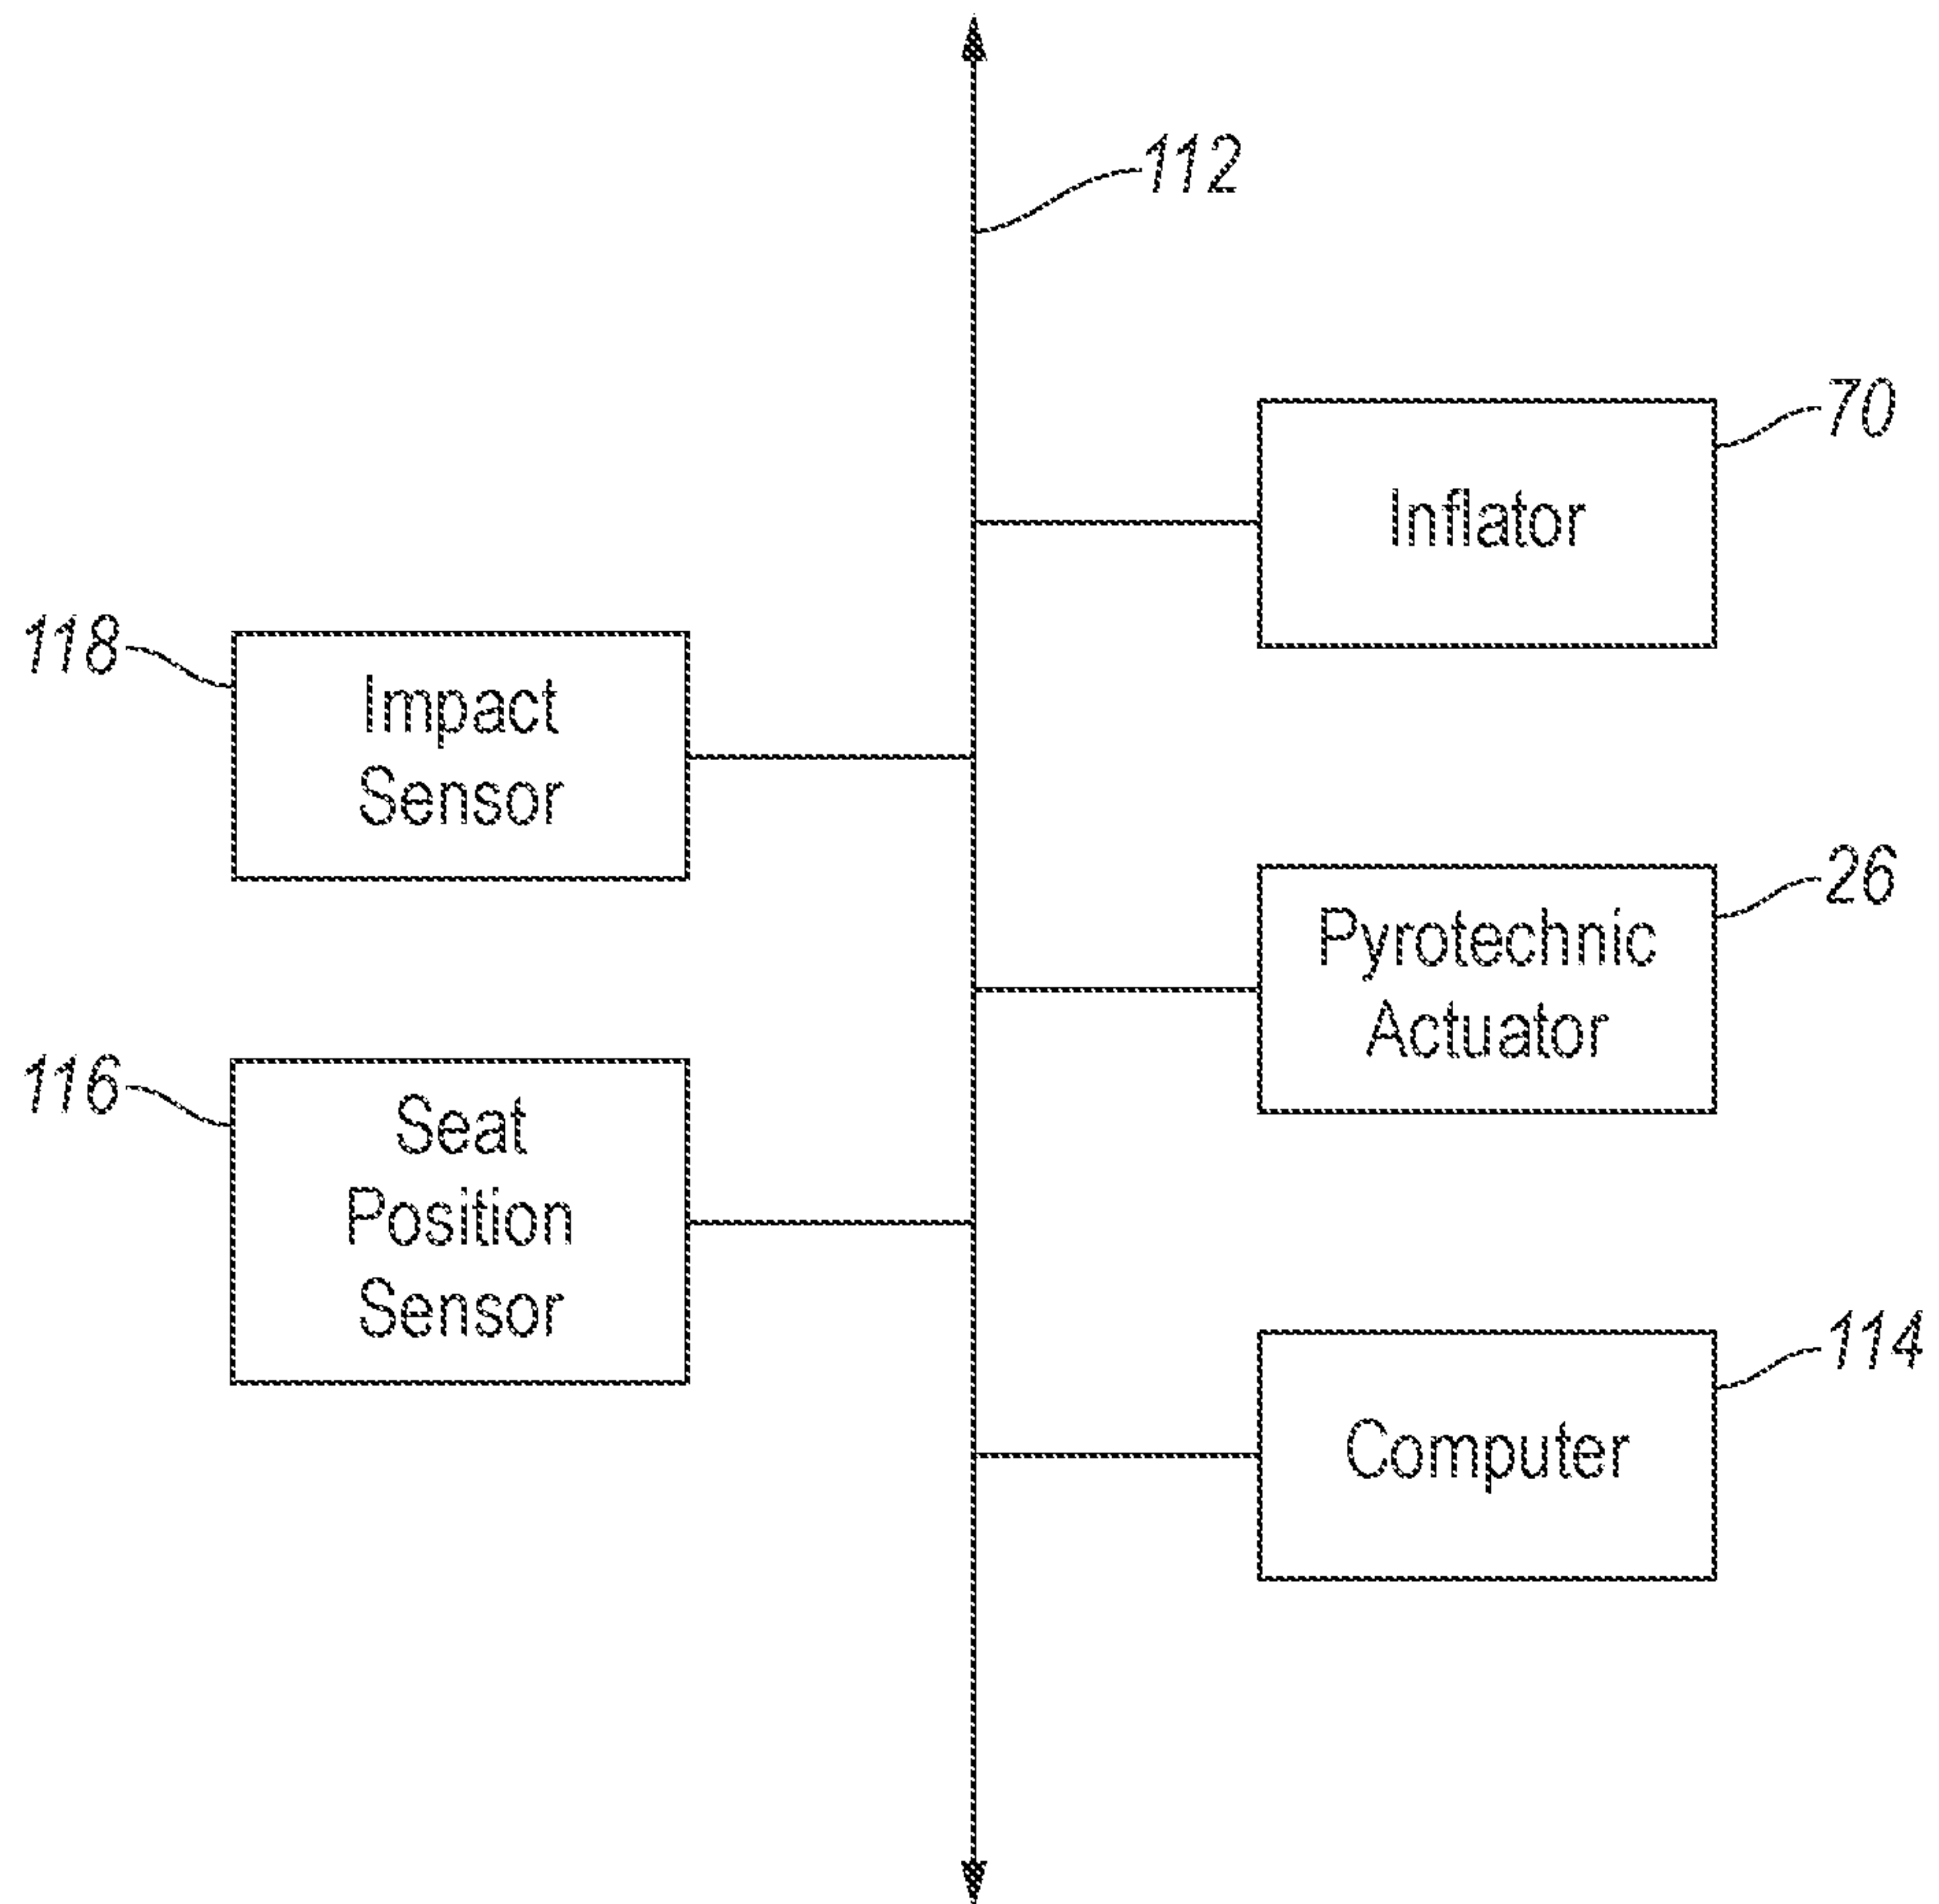 112
70
Inflator
118
Impact
Sensor
26
Pyrotechnic
Actuator
116
Seat
Position
Sensor
114
Computer